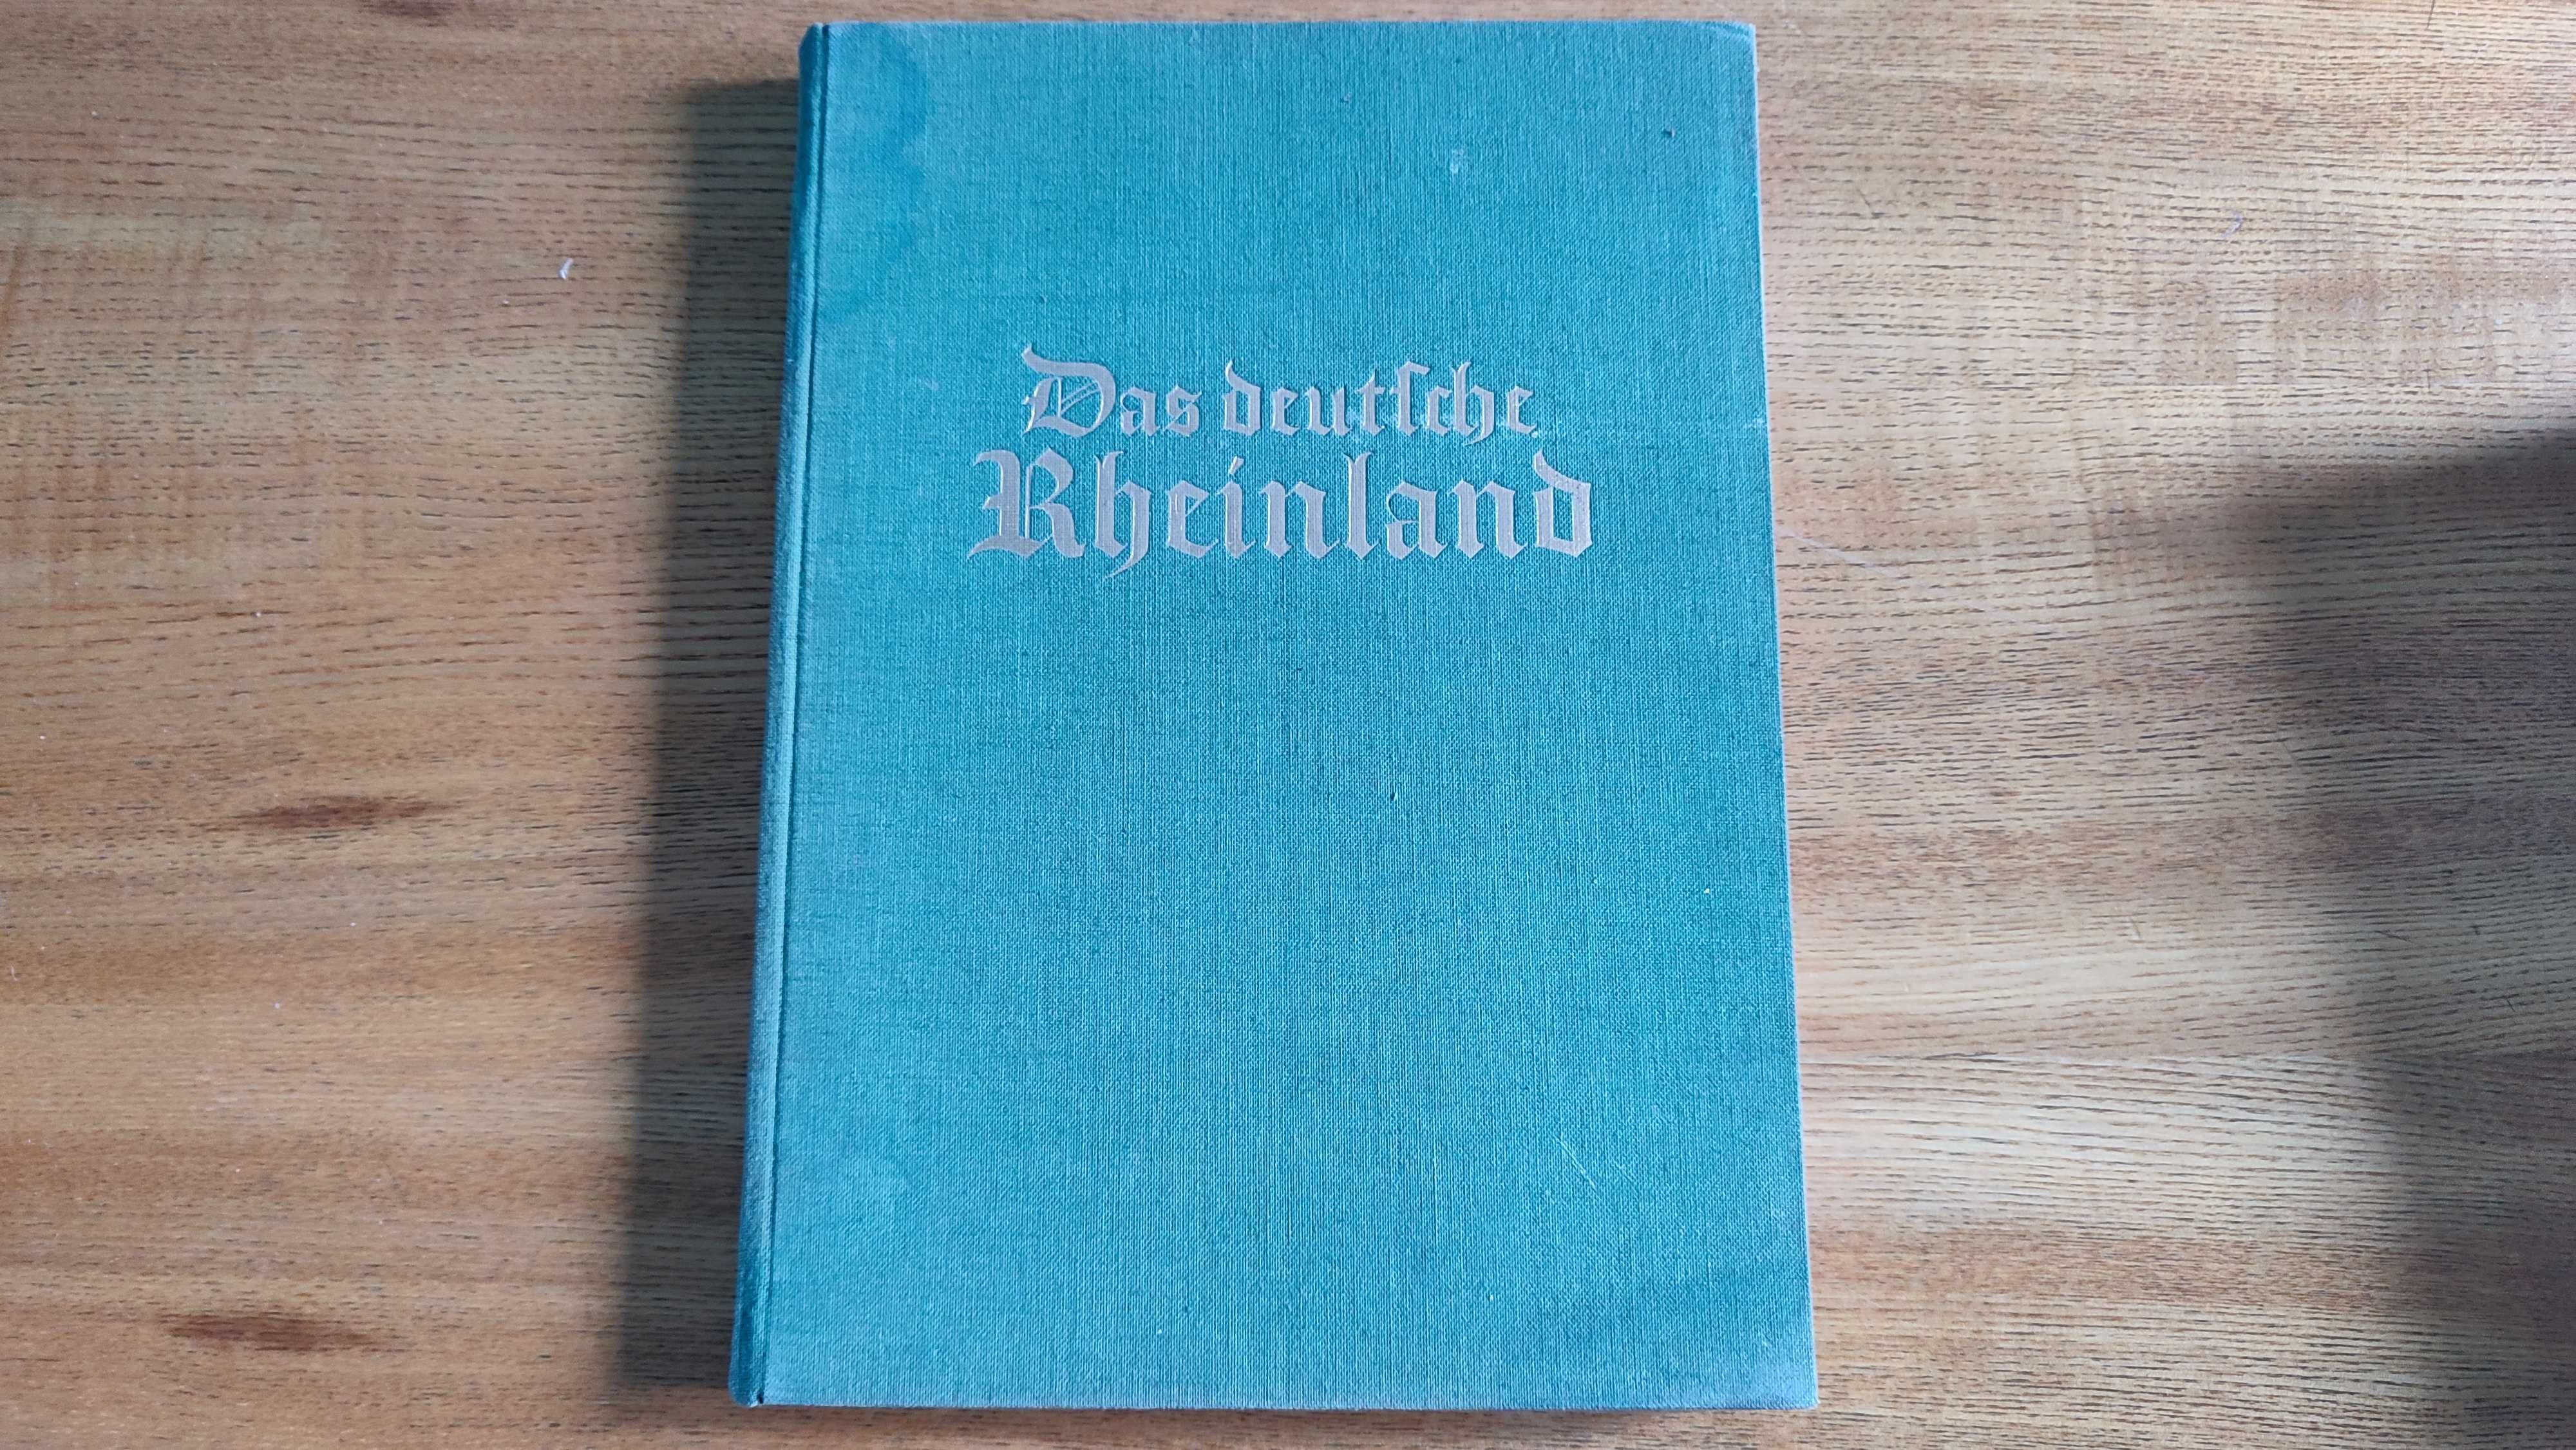 Das deutſche
Rheinland